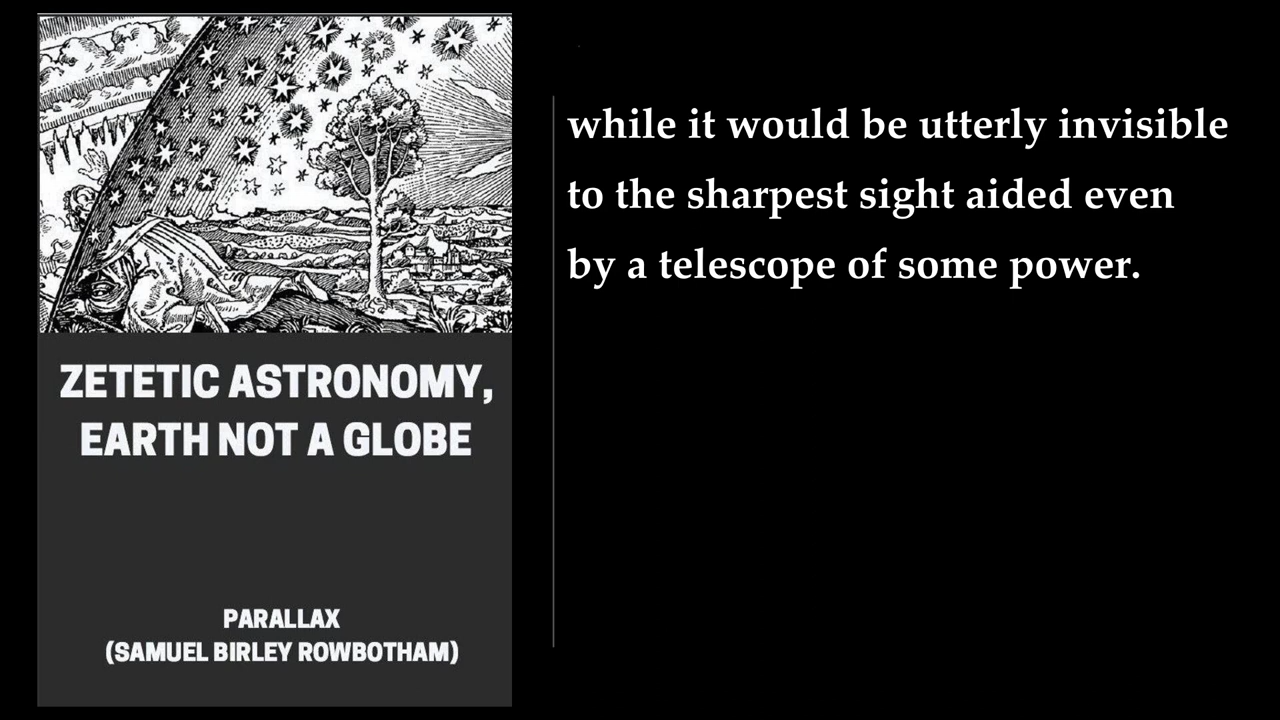 ZETETIC ASTRONOMY,
EARTH NOT A GLOBE
PARALLAX
(SAMUEL BIRLEY ROWBOTHAM)
while it would be utterly invisible
to the sharpest sight aided even
by a telescope of some power.